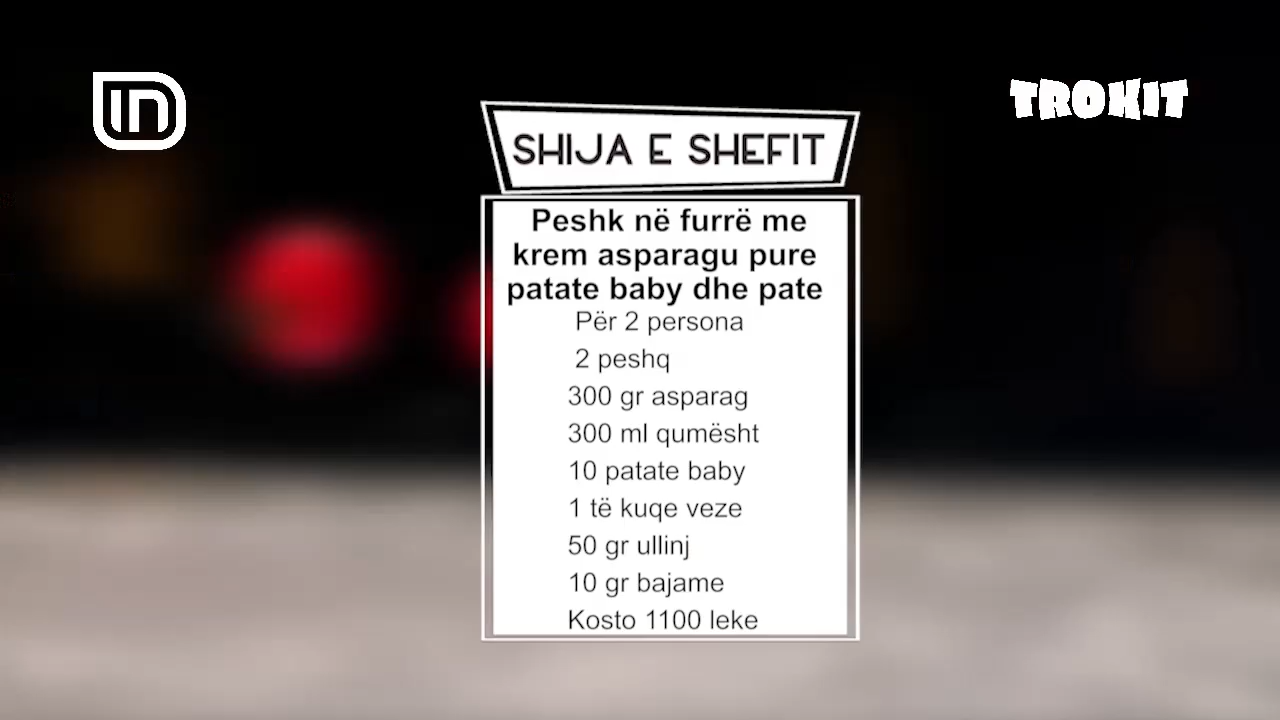 IN
TROKIT
SHIJA E SHEFIT
Peshk në furrë me
krem asparagu pure
patate baby dhe pate
Për 2 persona
2 peshq
300 gr asparag
300 ml qumësht
10 patate baby
1 të kuqe veze
50 gr ullinj
10 gr bajame
Kosto 1100 leke